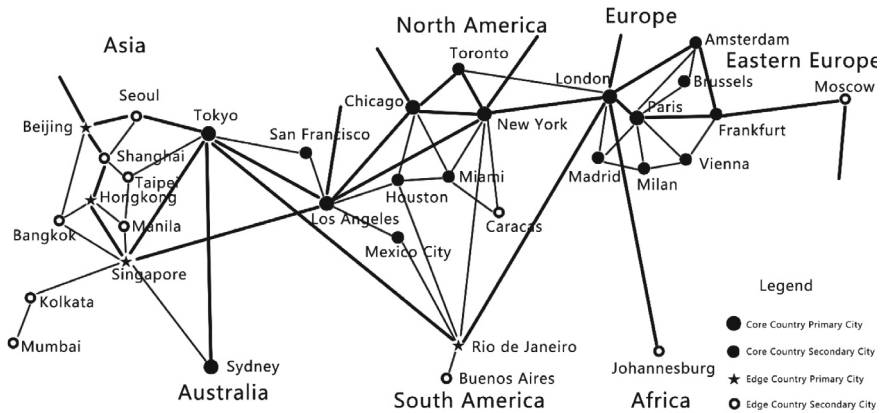 North America
Europe
Asia
Eastern Europe
Toronto
Amsterdam
London
Brussels
Moscow
Seoul
Tokyo
Chicago
Paris
Beijing
San Francisco
New York
Frankfurt
Shanghai
Taipei
Hongkong
Manila
Bangkok
Singapore
Los Angeles
Houston
Miami
Madrid
Milan
Vienna
Caracas
Mexico City
Kolkata
Mumbai
Sydney
Australia
Rio de Janeiro
Buenos Aires
South America
Johannesburg
Africa
Legend
Core Country Primary City
Core Country Secondary City
Edge Country Primary City
Edge Country Secondary City